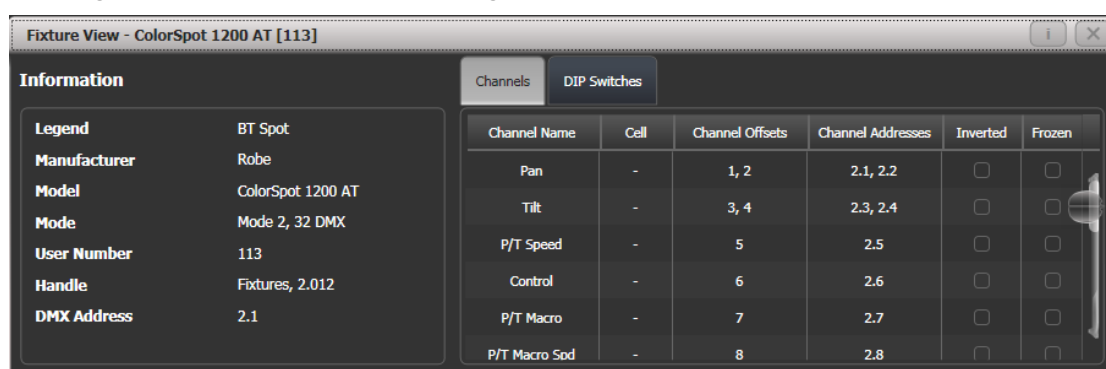 Fixture View - ColorSpot 1200 AT [113]
i X
Information
Channels DIP Switches
Legend BT Spot
Manufacturer Robe
Model ColorSpot 1200 AT
Mode Mode 2, 32 DMX
User Number 113
Handle Fixtures, 2.012
DMX Address 2.1
Channel Name Cell Channel Offsets Channel Addresses Inverted Frozen
Pan - 1, 2 2.1, 2.2
Tilt - 3, 4 2.3, 2.4
P/T Speed - 5 2.5
Control - 6 2.6
P/T Macro - 7 2.7
P/T Macro Spd - 8 2.8